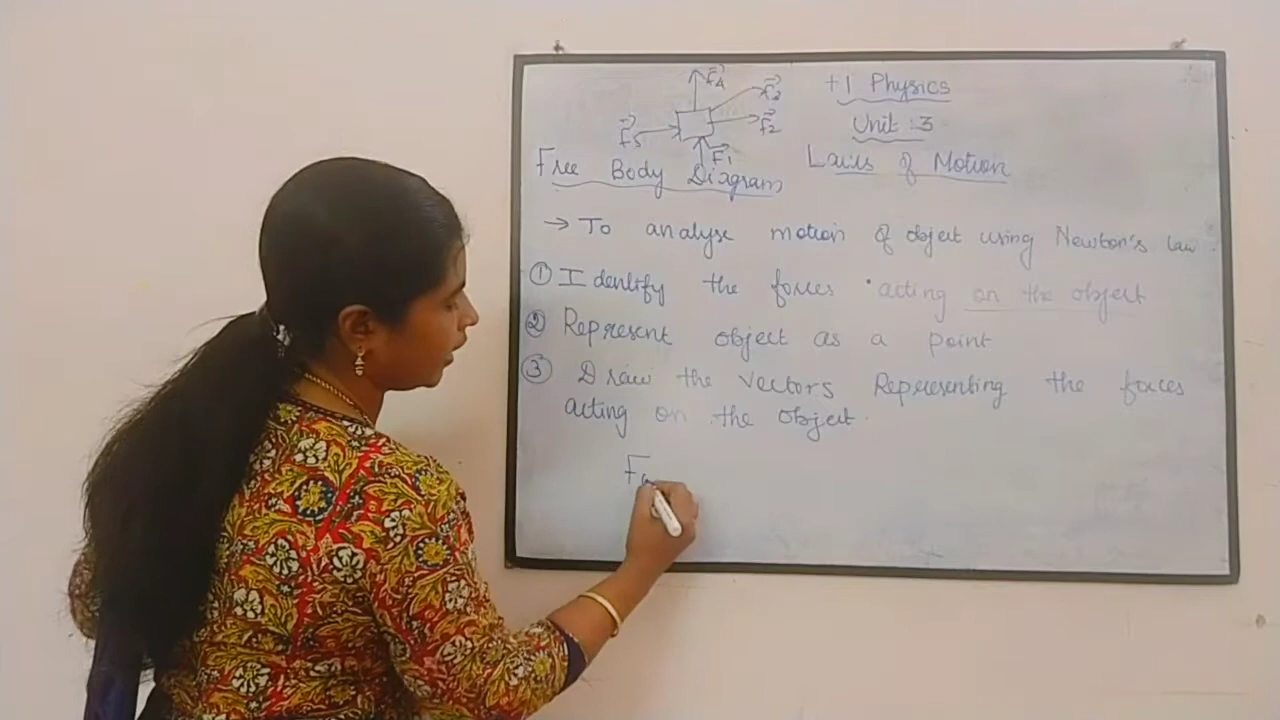 F4
F3
+1 Physics
F5
F2
Unit : 3
F1
Free Body Diagram
Laws of Motion
→ To analyse motion of object using Newton's law
① Identify the forces acting on the object
② Represent object as a point
③ Draw the vectors Representing the forces
acting on the object.
Fo